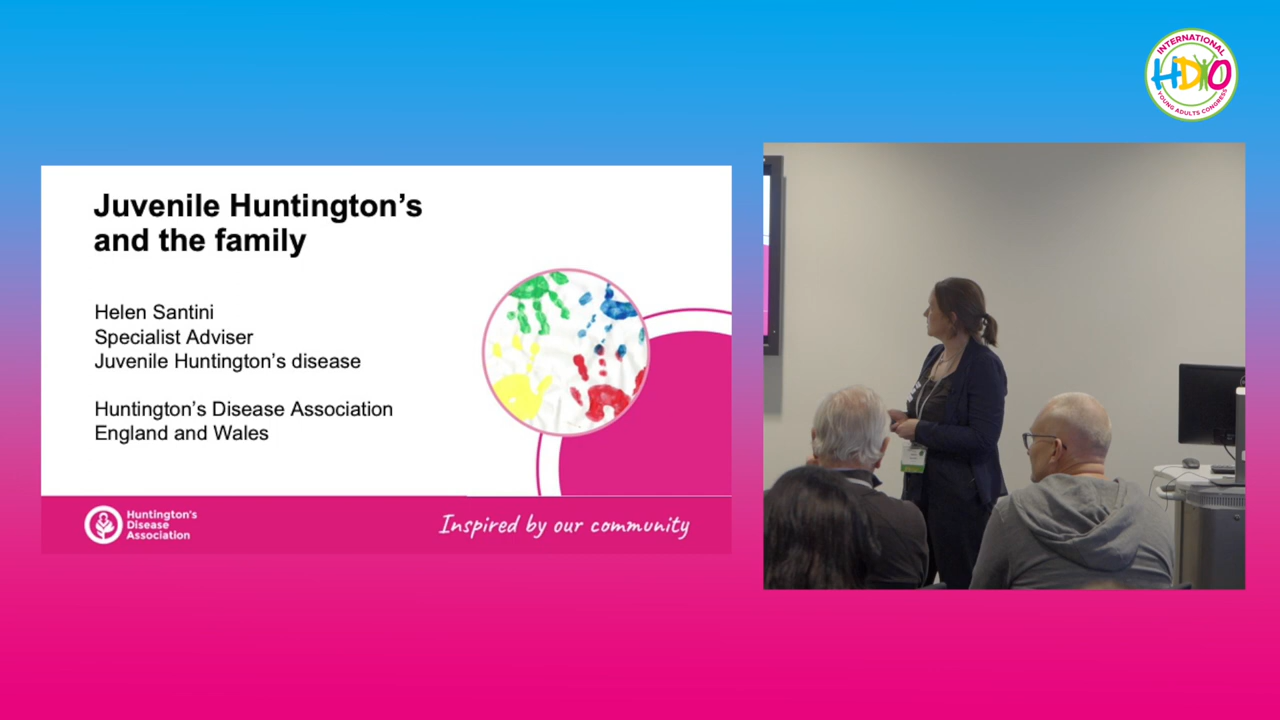 INTERNATIONAL
HDYO
YOUNG ADULTS CONGRESS
Juvenile Huntington's
and the family
Helen Santini
Specialist Adviser
Juvenile Huntington's disease
Huntington's Disease Association
England and Wales
Huntington's
Disease
Association
Inspired by our community